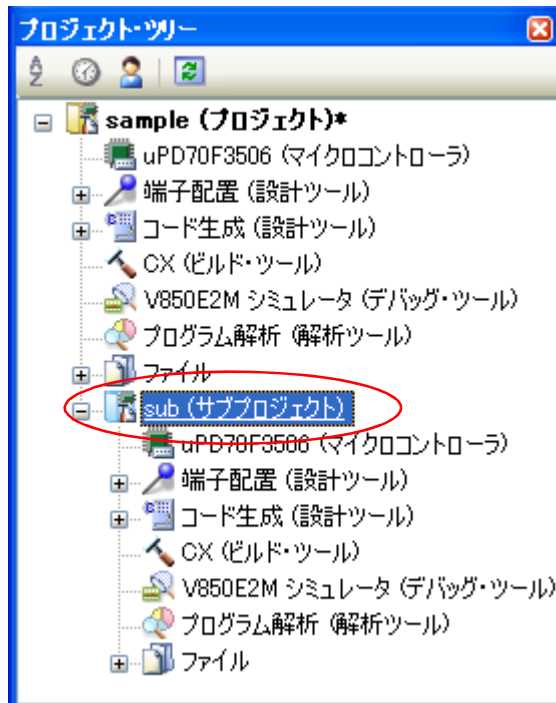 プロジェクト・ツリー
sample (プロジェクト)*
uPD70F3506 (マイクロコントローラ)
端子配置 (設計ツール)
コード生成 (設計ツール)
CX (ビルド・ツール)
V850E2M シミュレータ (デバッグ・ツール)
プログラム解析 (解析ツール)
ファイル
sub (サブプロジェクト)
uPD70F3506 (マイクロコントローラ)
端子配置 (設計ツール)
コード生成 (設計ツール)
CX (ビルド・ツール)
V850E2M シミュレータ (デバッグ・ツール)
プログラム解析 (解析ツール)
ファイル